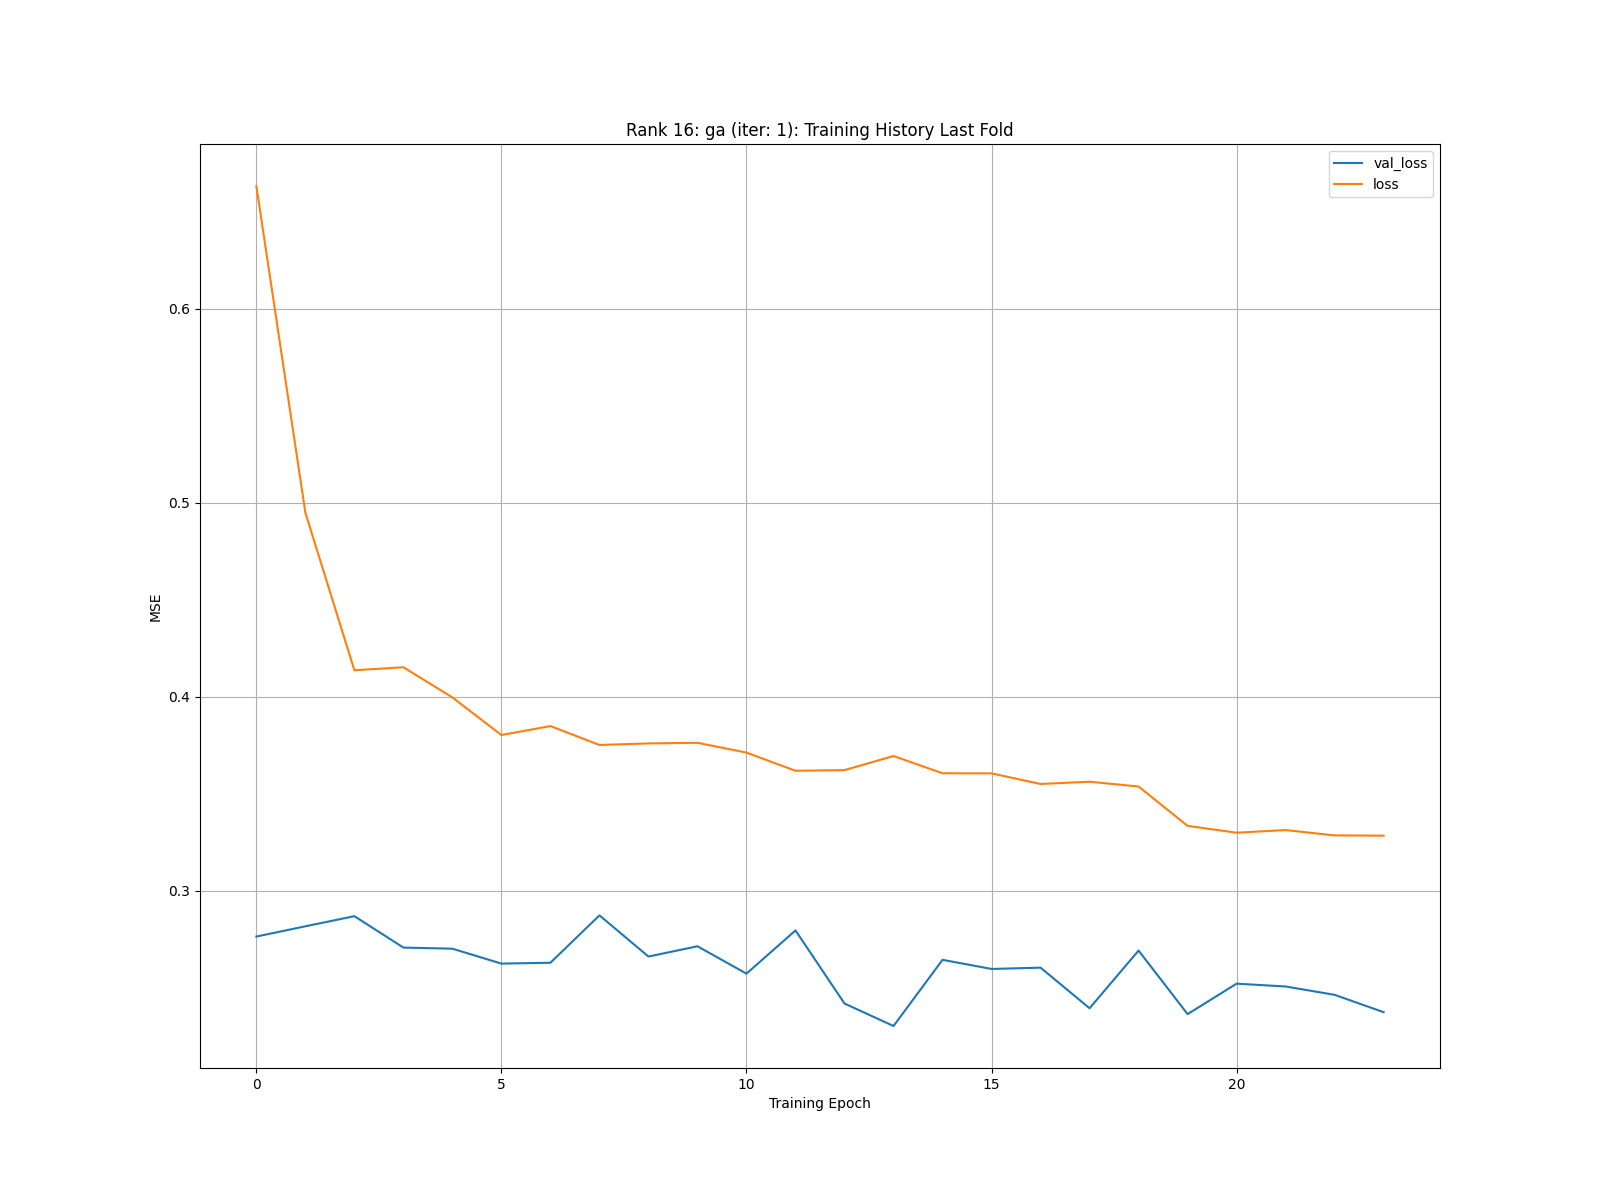 Rank 16: ga (iter: 1): Training History Last Fold
val_loss
loss
0.6
0.5
0.4
0.3
MSE
0 5 10 15 20
Training Epoch